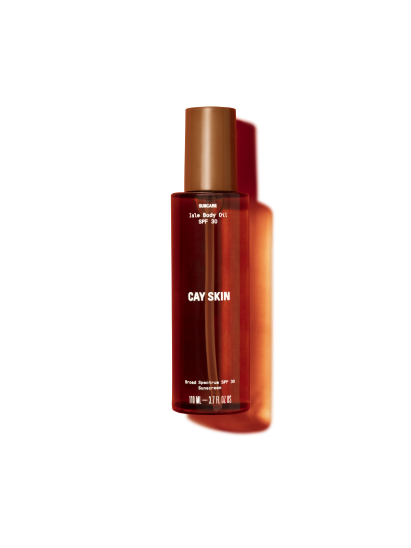 SUNCARE
Isle Body Oil
SPF 30
CAY SKIN
Broad Spectrum SPF 30
Sunscreen
110 ML — 3.7 FL OZ US